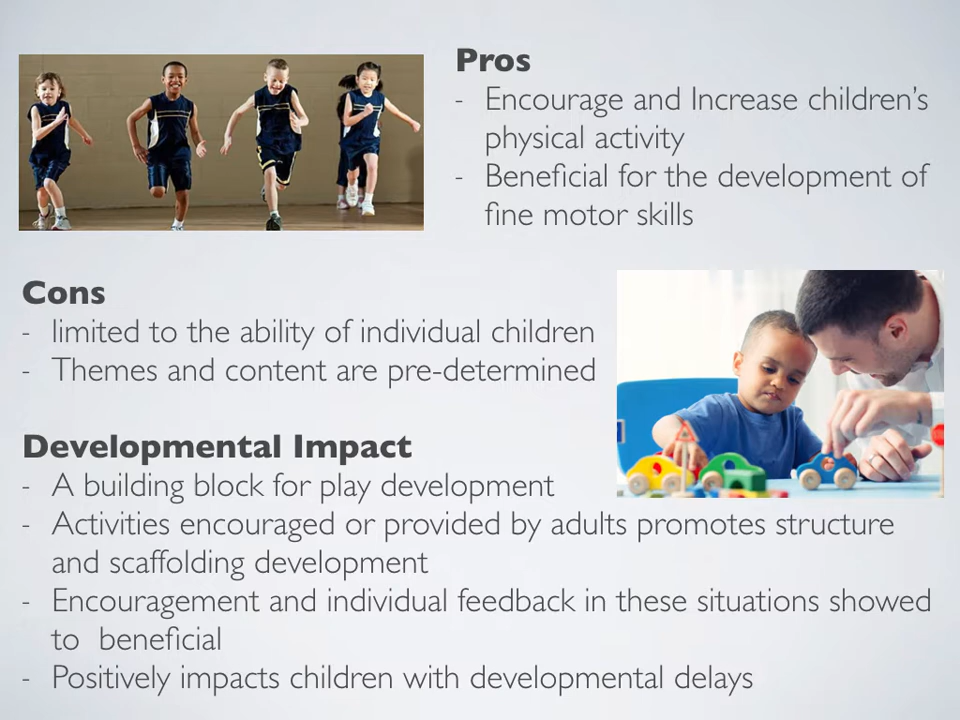 Pros
- Encourage and Increase children’s
physical activity
- Beneficial for the development of
fine motor skills
Cons
- limited to the ability of individual children
- Themes and content are pre-determined
Developmental Impact
- A building block for play development
- Activities encouraged or provided by adults promotes structure
and scaffolding development
- Encouragement and individual feedback in these situations showed
to  beneficial
- Positively impacts children with developmental delays